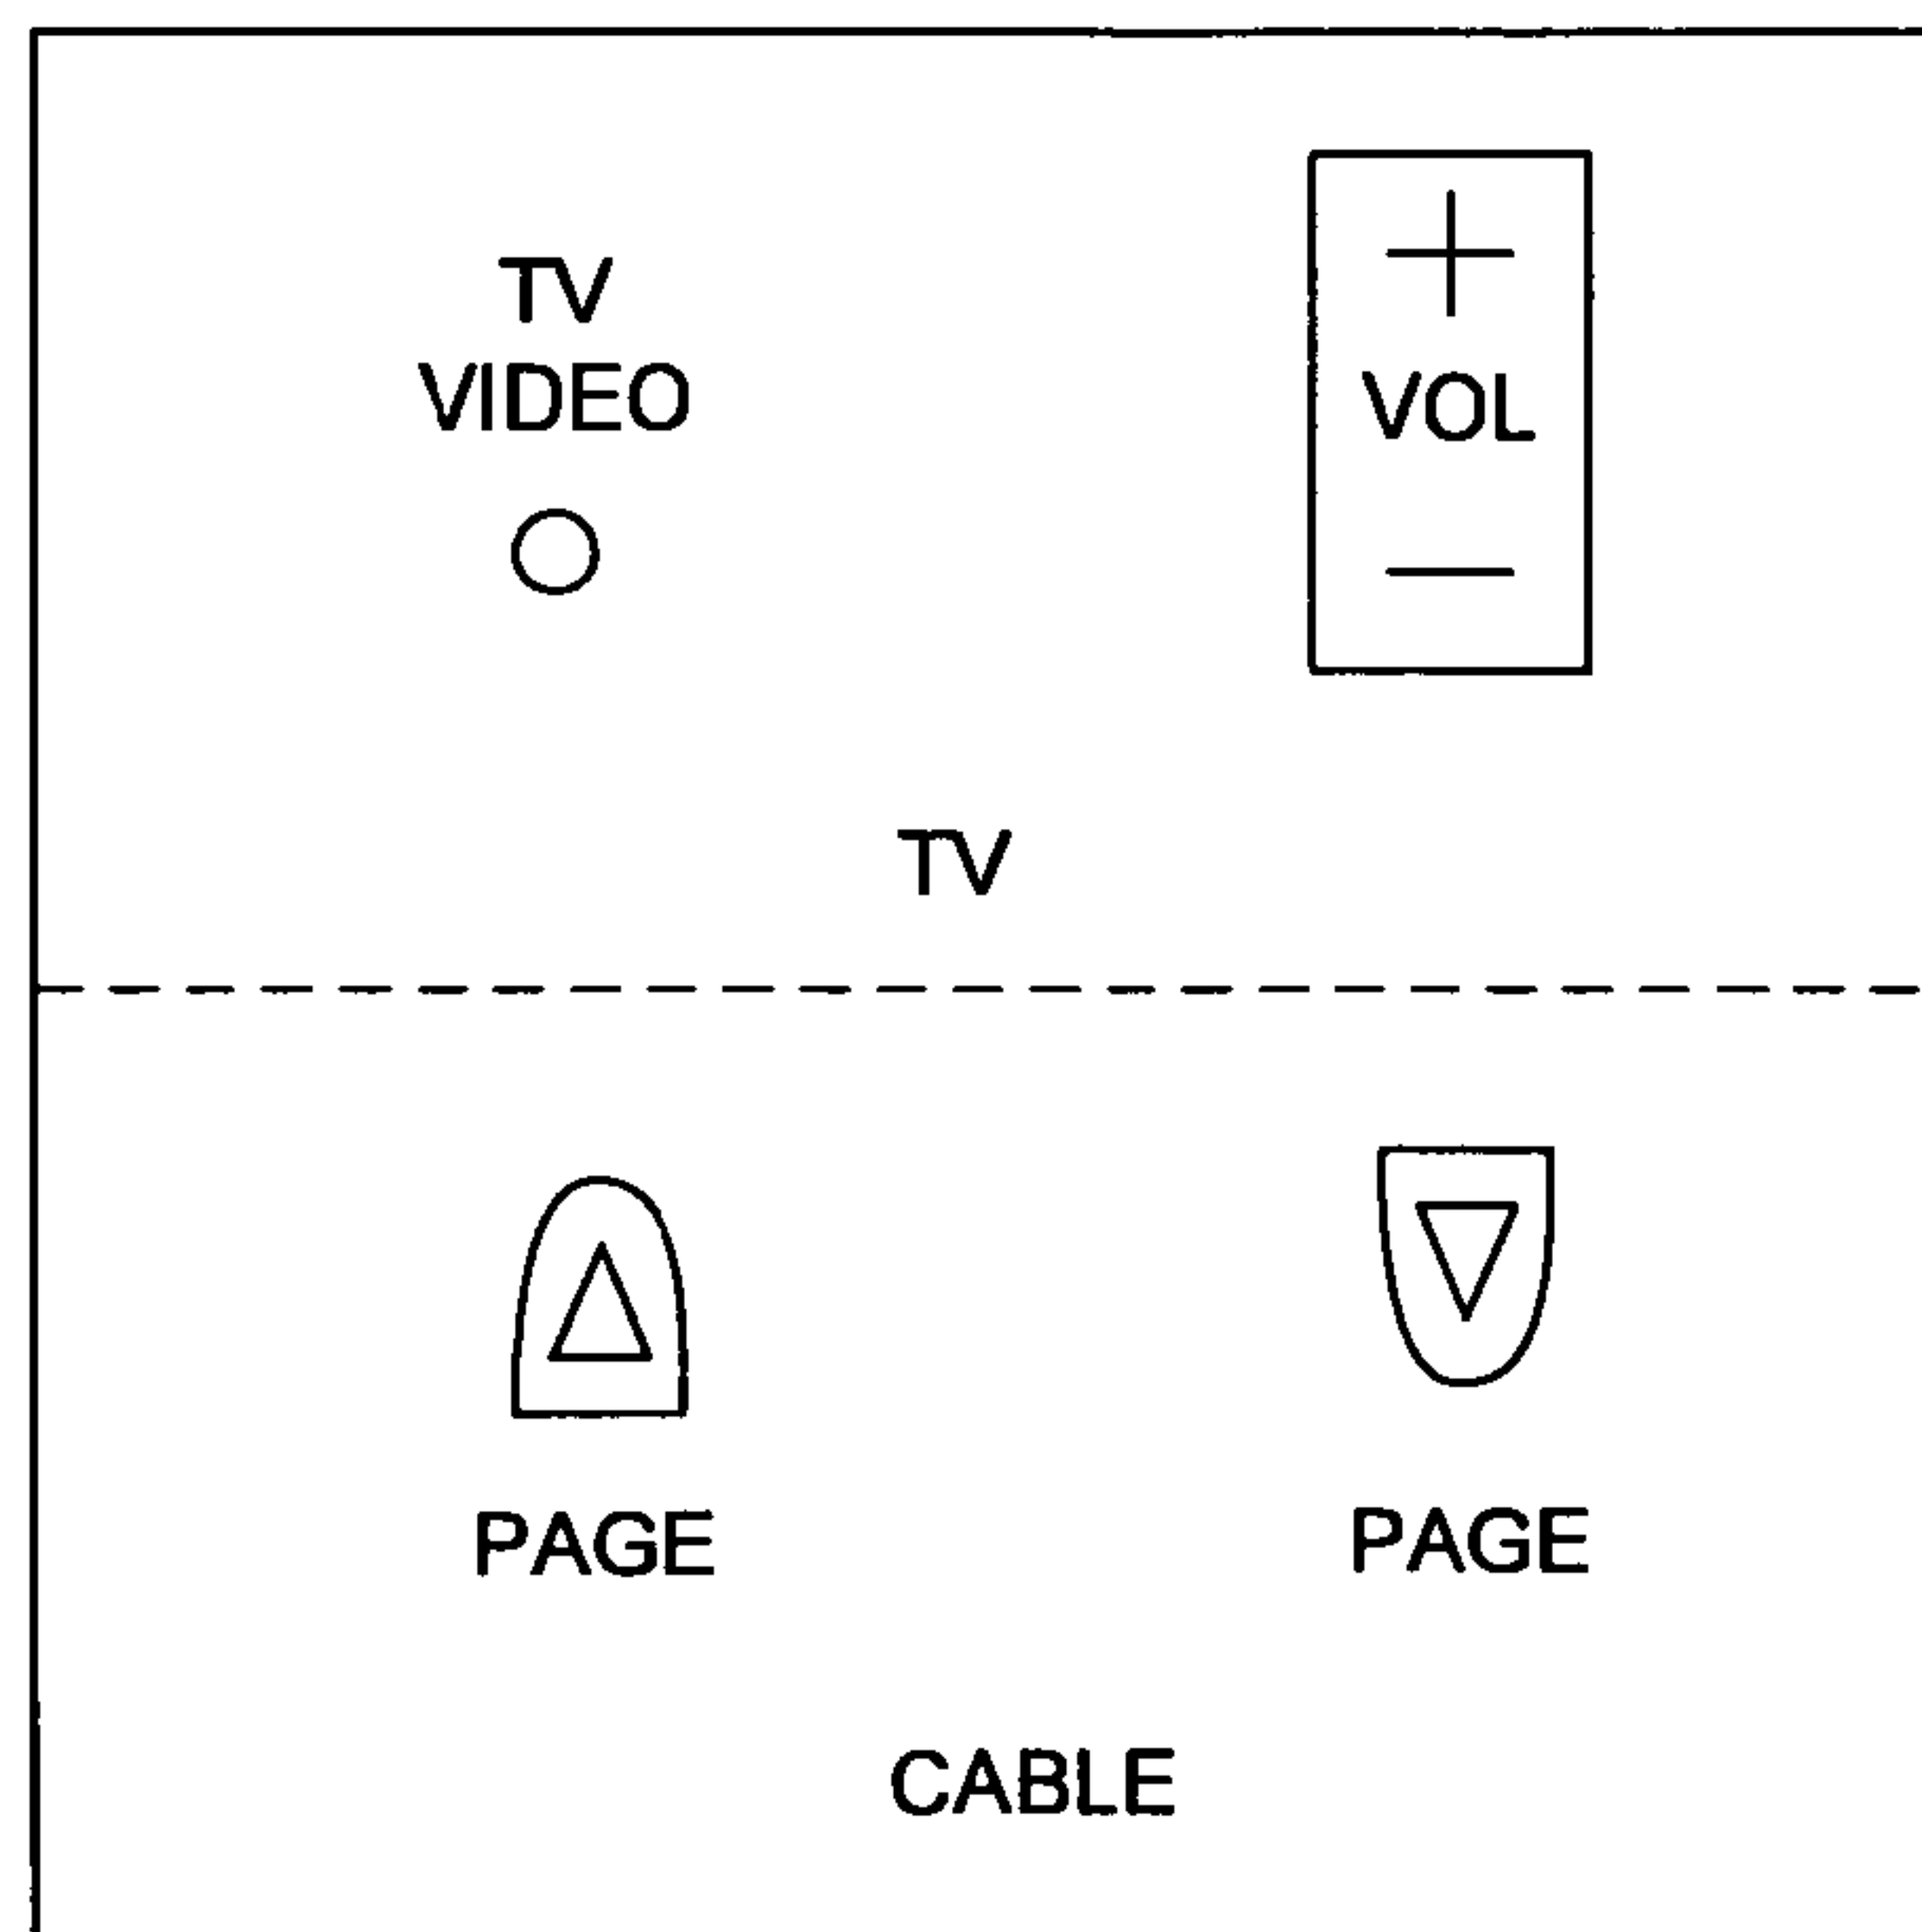 TV
VIDEO
+
VOL
−
TV
PAGE
PAGE
CABLE